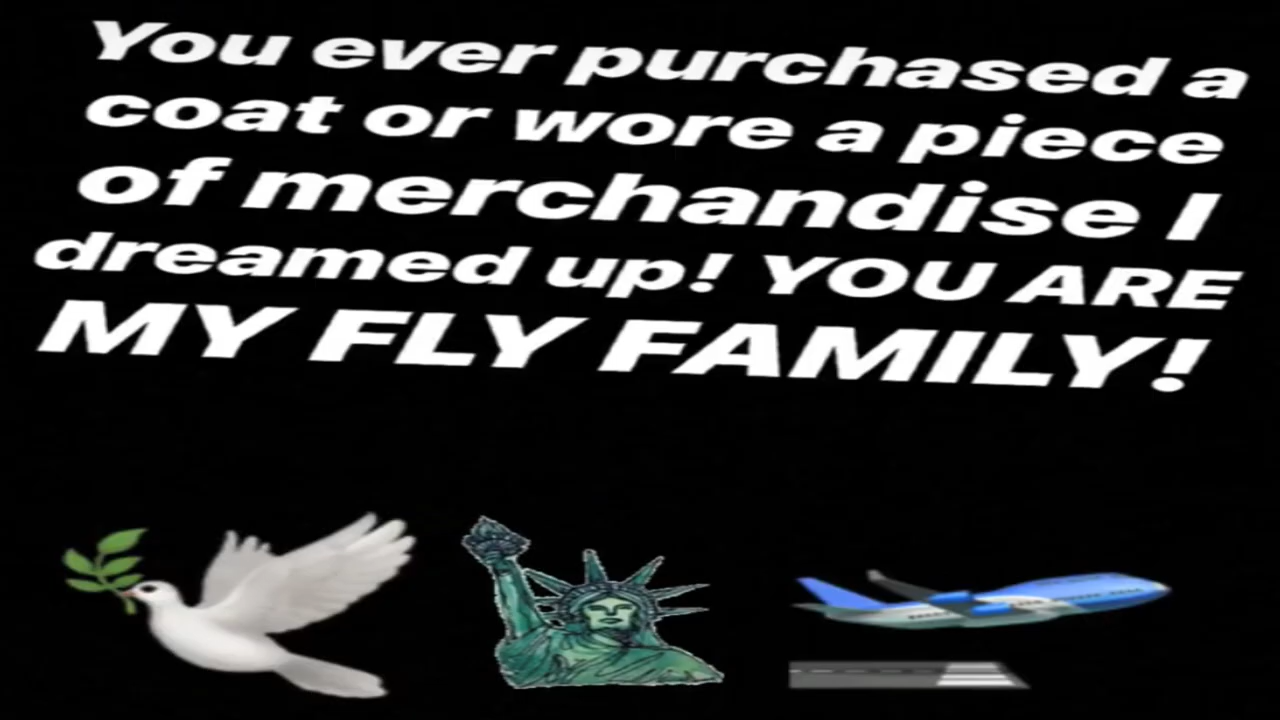 You ever purchased a
coat or wore a piece
of merchandise I
dreamed up! YOU ARE
MY FLY FAMILY!